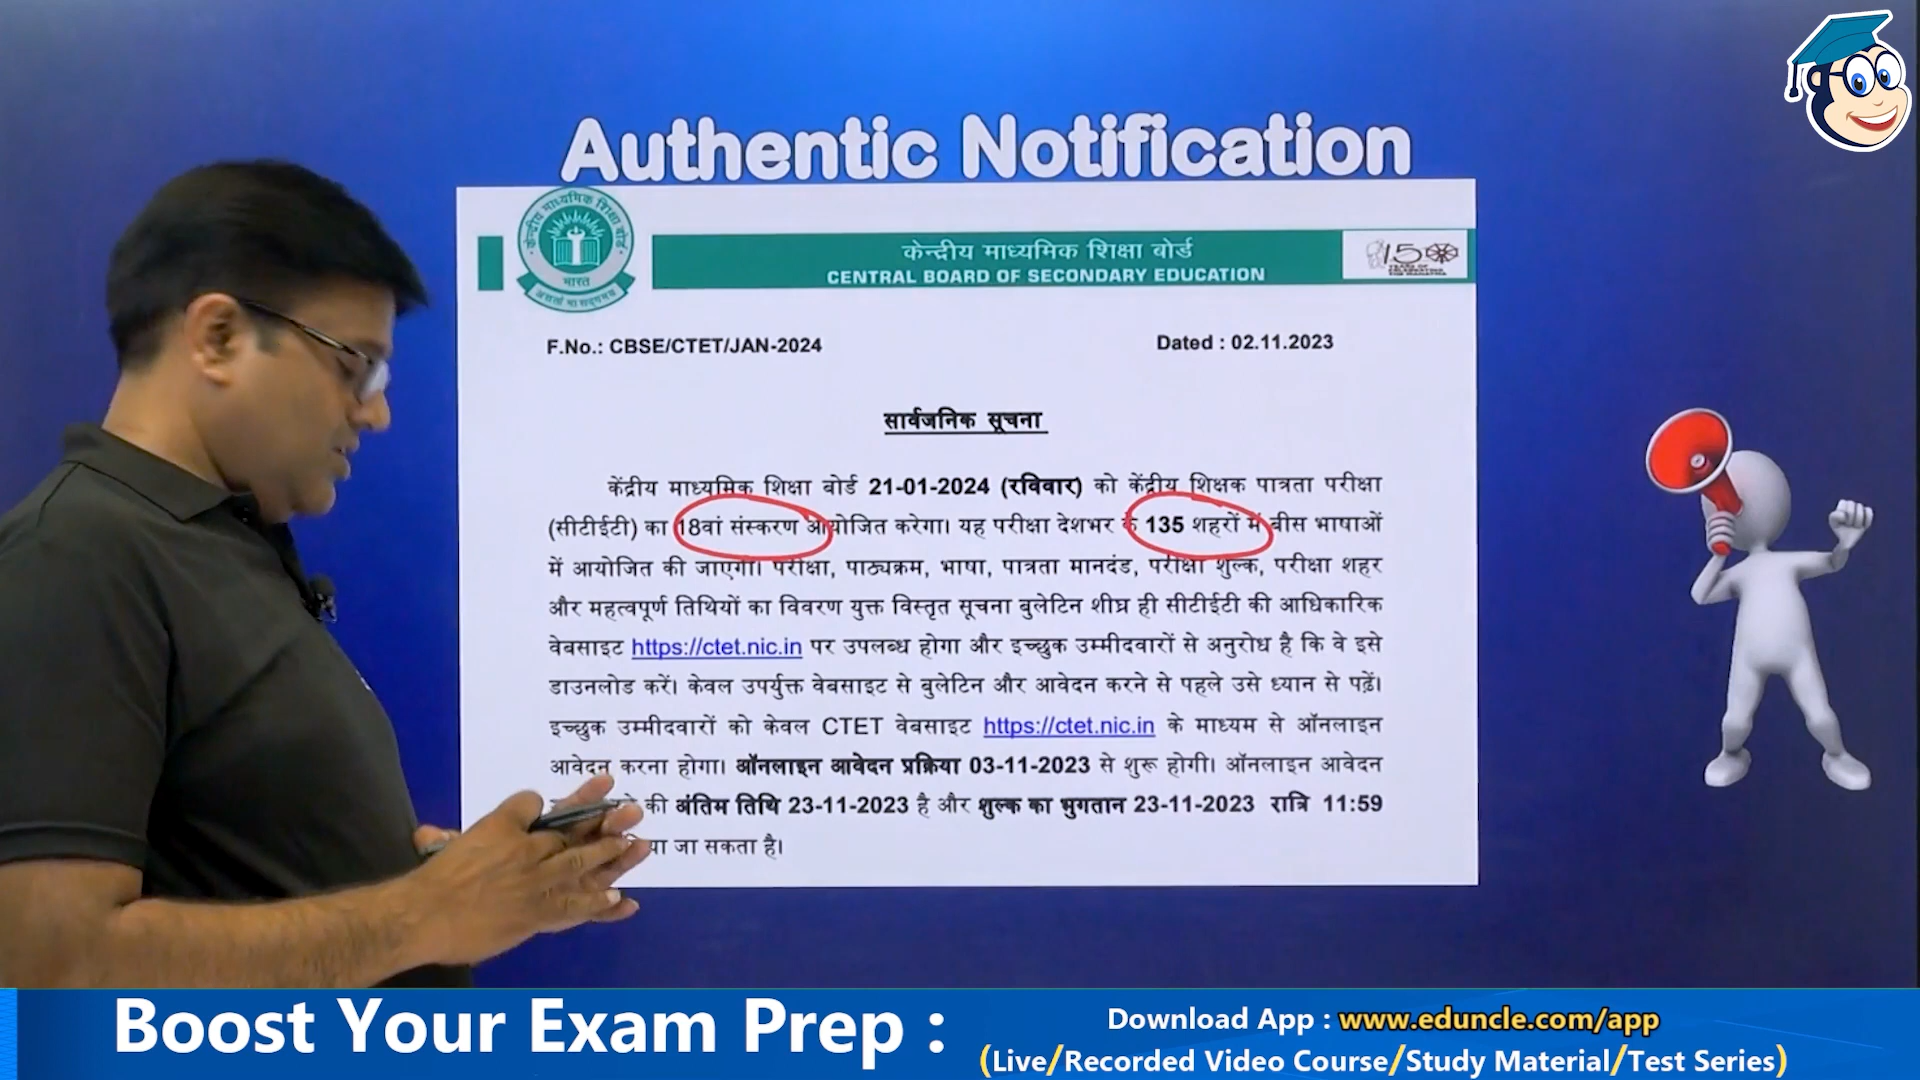 Authentic Notification
केन्द्रीय माध्यमिक शिक्षा बोर्ड
CENTRAL BOARD OF SECONDARY EDUCATION
केन्द्रीय माध्यमिक शिक्षा बोर्ड
भारत
150
F.No.: CBSE/CTET/JAN-2024
Dated : 02.11.2023
सार्वजनिक सूचना
केंद्रीय माध्यमिक शिक्षा बोर्ड 21-01-2024 (रविवार) को केंद्रीय शिक्षक पात्रता परीक्षा
(सीटीईटी) का 18वां संस्करण आयोजित करेगा। यह परीक्षा देशभर के 135 शहरों में बीस भाषाओं
में आयोजित की जाएगी। परीक्षा, पाठ्यक्रम, भाषा, पात्रता मानदंड, परीक्षा शुल्क, परीक्षा शहर
और महत्वपूर्ण तिथियों का विवरण युक्त विस्तृत सूचना बुलेटिन शीघ्र ही सीटीईटी की आधिकारिक
वेबसाइट https://ctet.nic.in पर उपलब्ध होगा और इच्छुक उम्मीदवारों से अनुरोध है कि वे इसे
डाउनलोड करें। केवल उपर्युक्त वेबसाइट से बुलेटिन और आवेदन करने से पहले उसे ध्यान से पढ़ें।
इच्छुक उम्मीदवारों को केवल CTET वेबसाइट https://ctet.nic.in के माध्यम से ऑनलाइन
आवेदन करना होगा। ऑनलाइन आवेदन प्रक्रिया 03-11-2023 से शुरू होगी। ऑनलाइन आवेदन
की अंतिम तिथि 23-11-2023 है और शुल्क का भुगतान 23-11-2023 रात्रि 11:59
जा सकता है।
Boost Your Exam Prep :
Download App : www.eduncle.com/app
(Live/Recorded Video Course/Study Material/Test Series)